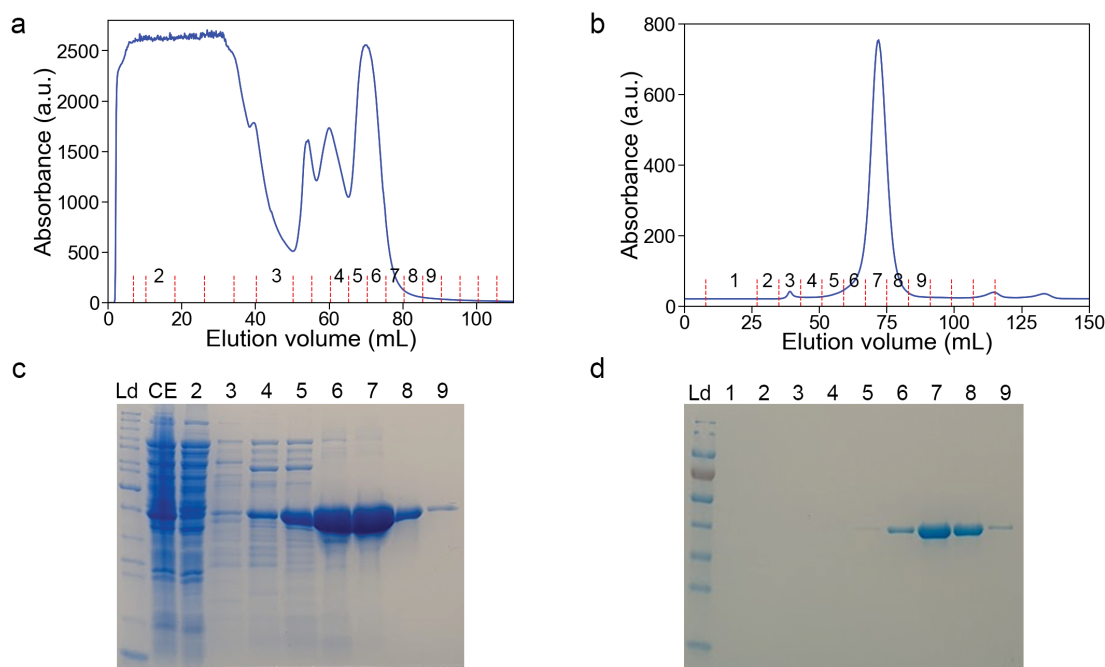 a
2500
2000
1500
1000
500
0
Absorbance (a.u.)
2 3 4 5 6 7 8 9
0 20 40 60 80 100
Elution volume (mL)
b
800
600
400
200
0
Absorbance (a.u.)
1 2 3 4 5 6 7 8 9
0 25 50 75 100 125 150
Elution volume (mL)
c
Ld CE 2 3 4 5 6 7 8 9
d
Ld 1 2 3 4 5 6 7 8 9